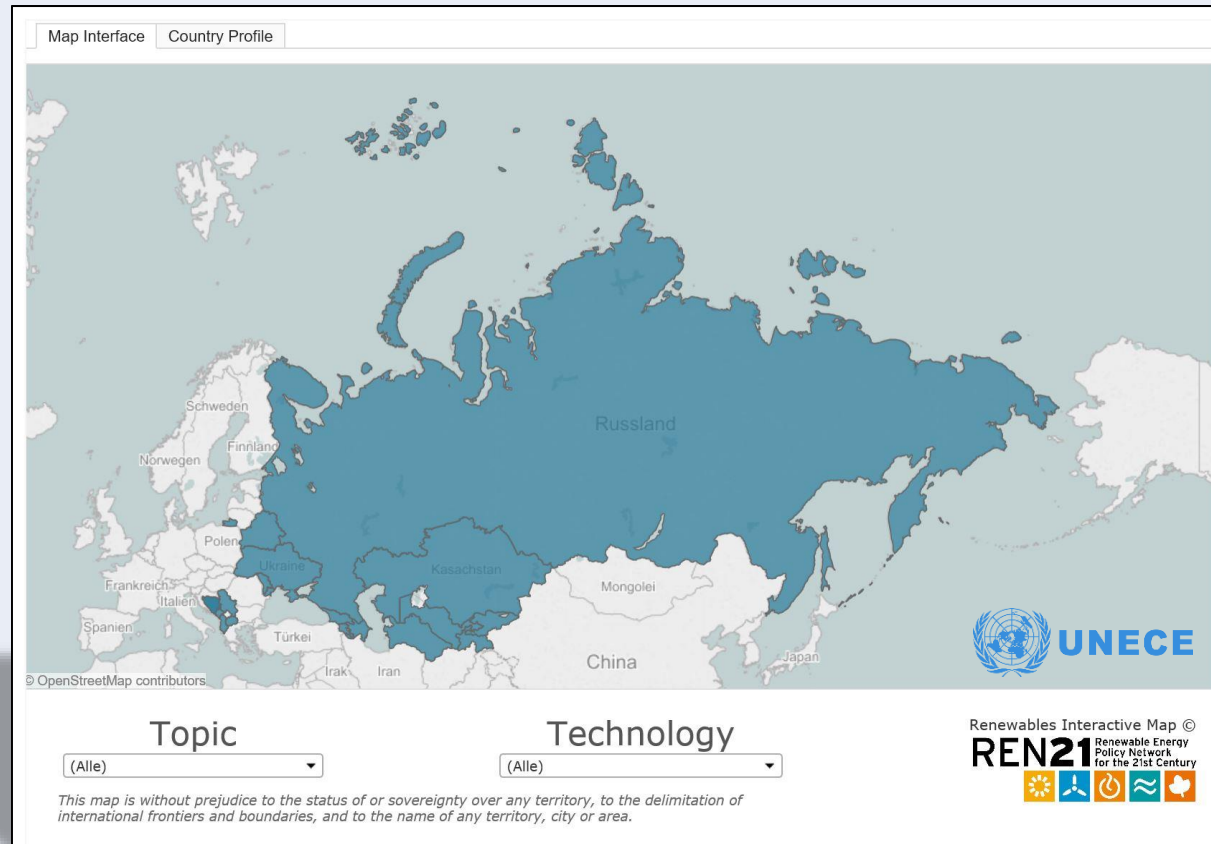 Map Interface
Country Profile
Schweden
Finnland
Norwegen
Russland
Polen
Ukraine
Kasachstan
Frankreich
Italien
Mongolei
Spanien
Türkei
China
Japan
Irak
Iran
© OpenStreetMap contributors
UNECE
Topic
Technology
(Alle)
(Alle)
Renewables Interactive Map ©
REN21 Renewable Energy
Policy Network
for the 21st Century
This map is without prejudice to the status of or sovereignty over any territory, to the delimitation of
international frontiers and boundaries, and to the name of any territory, city or area.